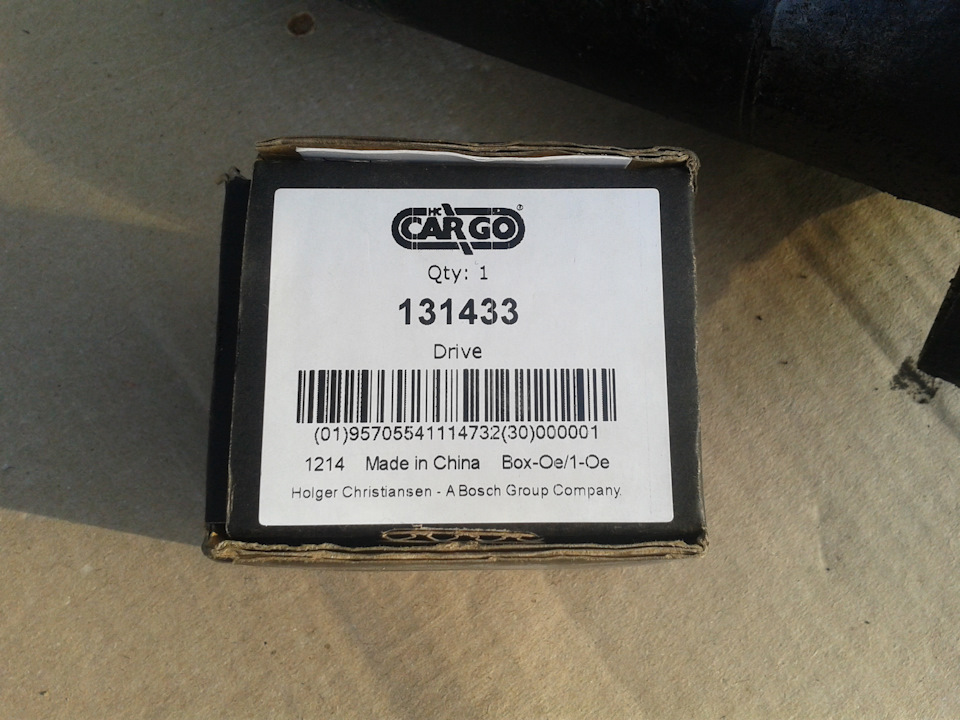 HC
CARGO®
Qty: 1
131433
Drive
(01)95705541114732(30)000001
1214 Made in China Box-Oe/1-Oe
Holger Christiansen - A Bosch Group Company.